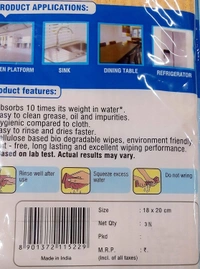 PRODUCT APPLICATIONS:
EN PLATFORM
SINK
DINING TABLE
REFRIGERATOR
oduct features:
bsorbs 10 times its weight in water*.
asy to clean grease, oil and impurities.
ygienic compared to cloth.
asy to rinse and dries faster.
ellulose based bio degradable wipes, environment friendly
t - free, long lasting and excellent wiping performance.
ased on lab test. Actual results may vary.
Rinse well after
use
Squeeze excess
water
Do not wring
Size : 18 x 20 cm
Net Qty : 3 N
Pkd
M.R.P. : ₹.
(Incl. of all taxes)
8 901372 115229
Made in India